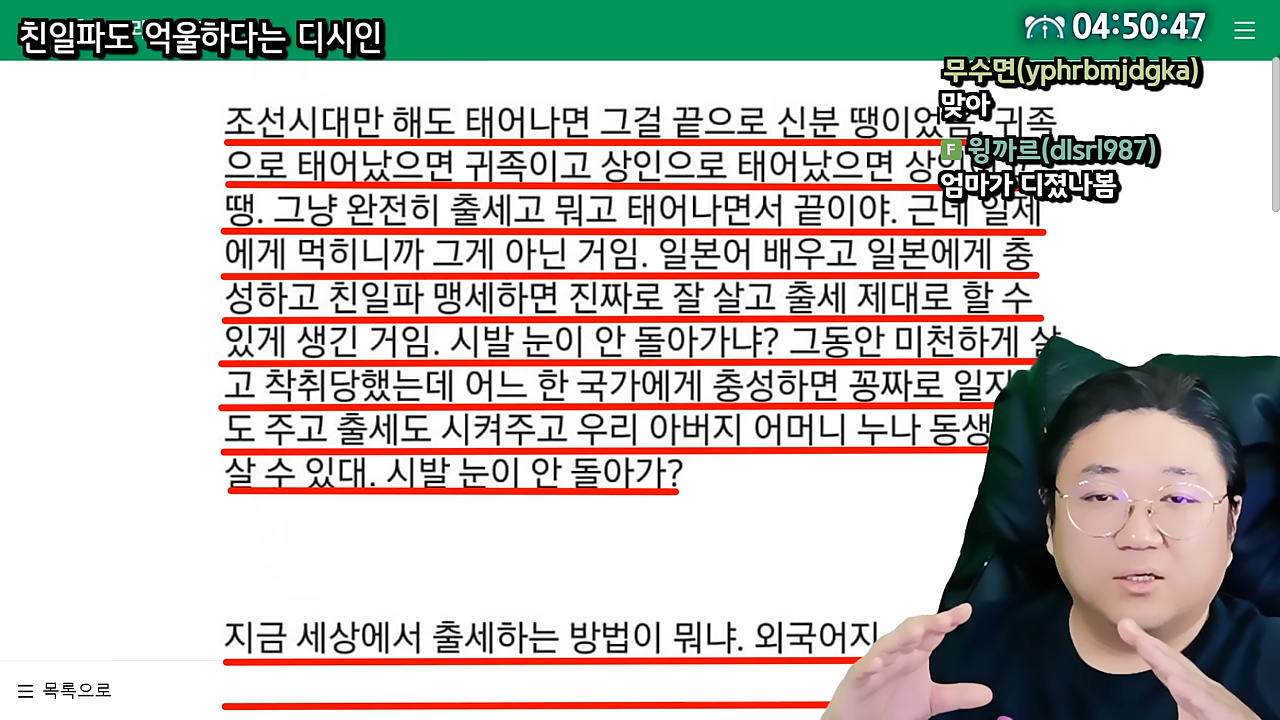 친일파도 억울하다는 디시인
04:50:47
무수면(yphrbmjdgka)
맞아
F 윙까르(dlsrl987)
엄마가 디졌나봄
조선시대만 해도 태어나면 그걸 끝으로 신분 땡이었음. 귀족
으로 태어났으면 귀족이고 상인으로 태어났으면
땡. 그냥 완전히 출세고 뭐고 태어나면서 끝이야. 근데 일제
에게 먹히니까 그게 아닌 거임. 일본어 배우고 일본에게 충
성하고 친일파 맹세하면 진짜로 잘 살고 출세 제대로 할 수
있게 생긴 거임. 시발 눈이 안 돌아가냐? 그동안 미천하게 살
고 착취당했는데 어느 한 국가에게 충성하면 꽁짜로
도 주고 출세도 시켜주고 우리 아버지 어머니 누나 동생
살 수 있대. 시발 눈이 안 돌아가?
지금 세상에서 출세하는 방법이 뭐냐.
목록으로